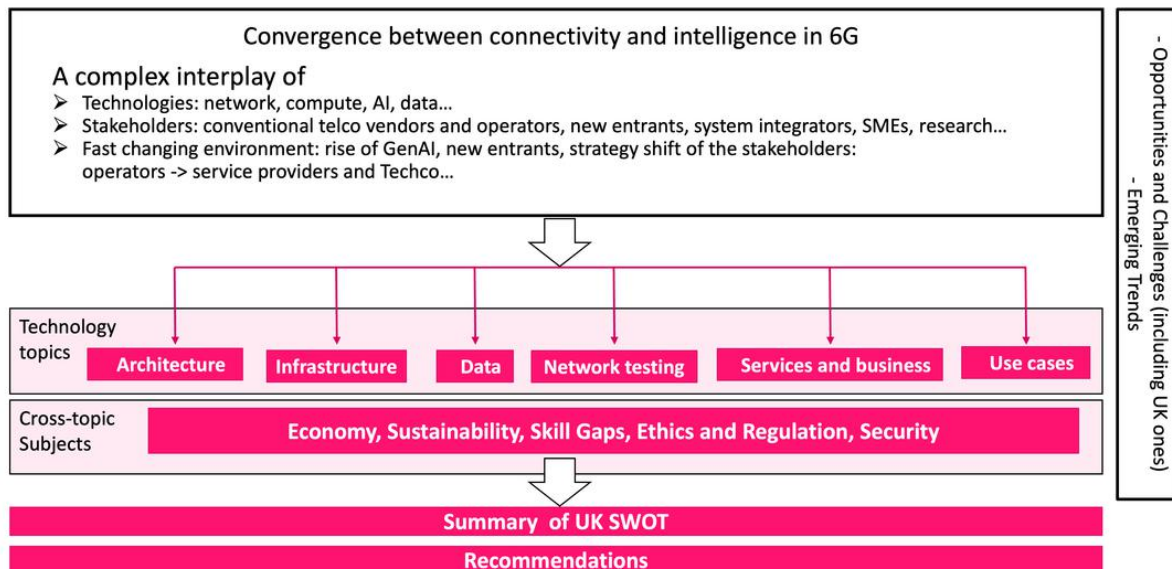 Convergence between connectivity and intelligence in 6G
A complex interplay of
➢ Technologies: network, compute, AI, data…
➢ Stakeholders: conventional telco vendors and operators, new entrants, system integrators, SMEs, research…
➢ Fast changing environment: rise of GenAI, new entrants, strategy shift of the stakeholders:
operators -> service providers and Techco…
Technology
topics
Architecture
Infrastructure
Data
Network testing
Services and business
Use cases
Cross-topic
Subjects
Economy, Sustainability, Skill Gaps, Ethics and Regulation, Security
Summary of UK SWOT
Recommendations
- Opportunities and Challenges (including UK ones)
- Emerging Trends